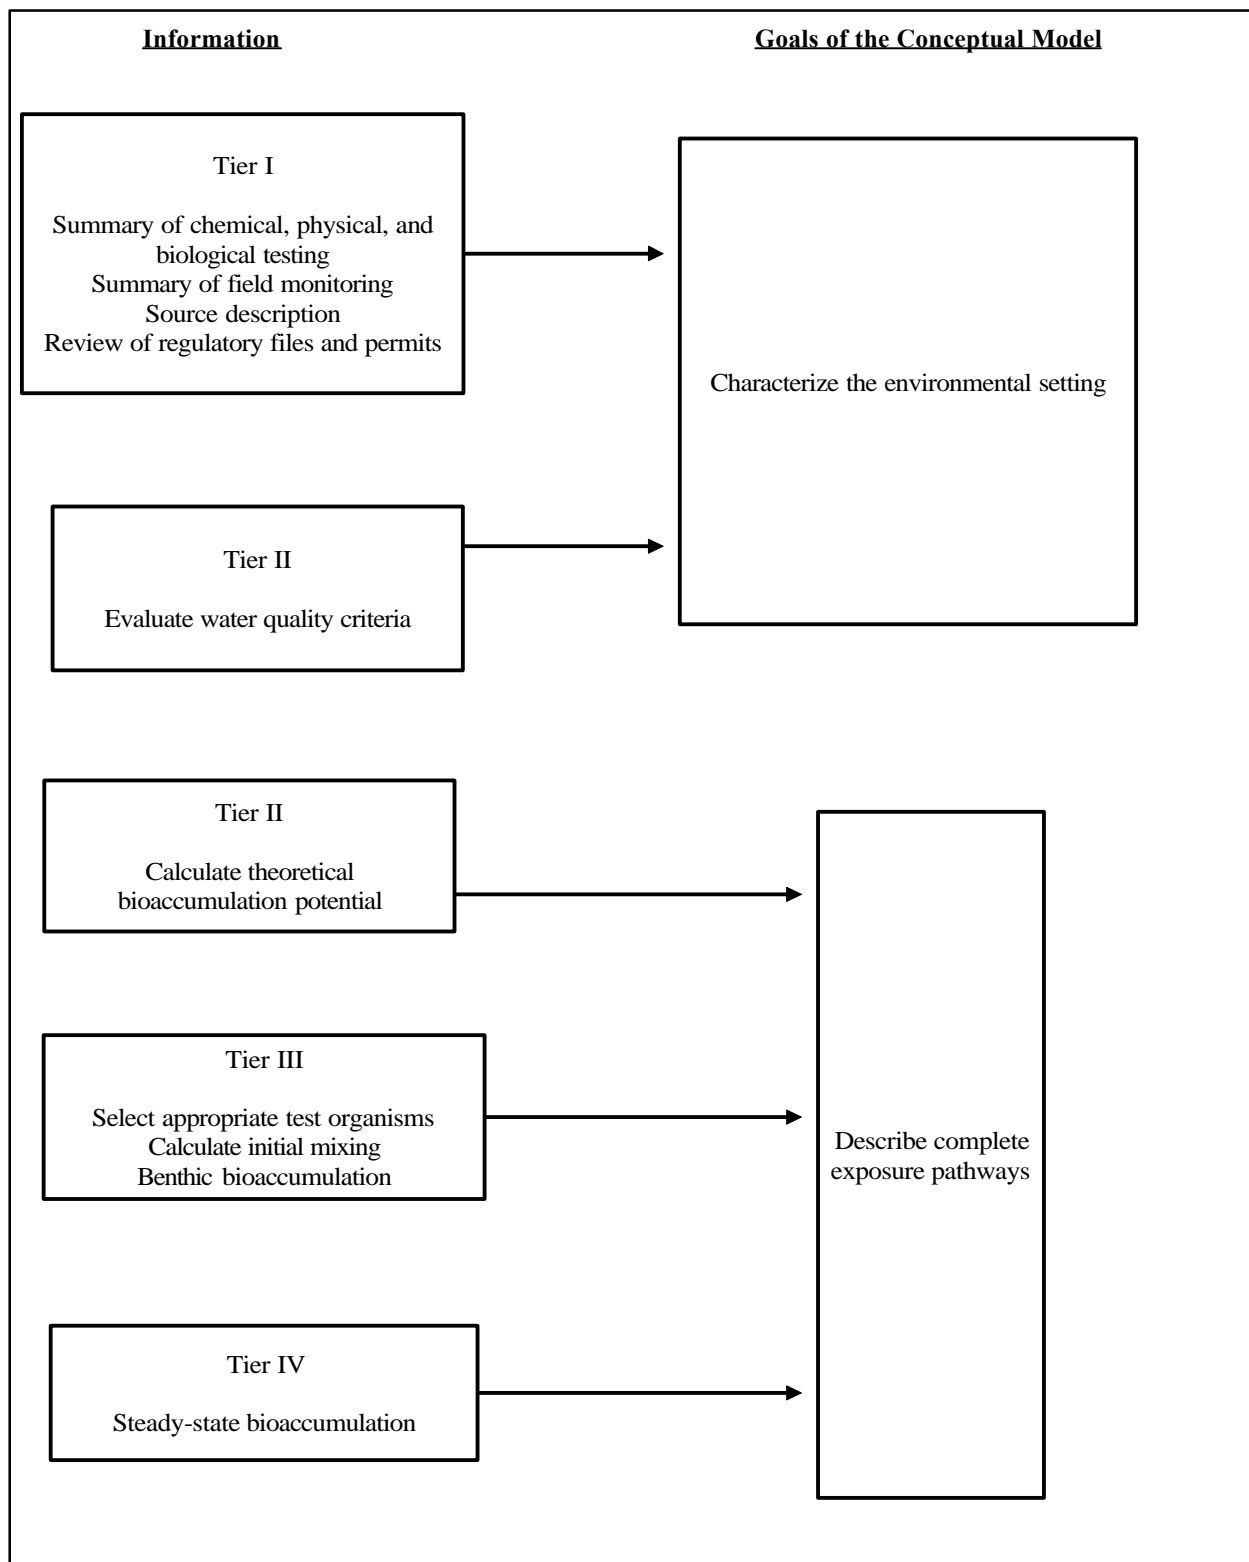 Information
Goals of the Conceptual Model
Tier I
Summary of chemical, physical, and
biological testing
Summary of field monitoring
Source description
Review of regulatory files and permits
Characterize the environmental setting
Tier II
Evaluate water quality criteria
Tier II
Calculate theoretical
bioaccumulation potential
Tier III
Select appropriate test organisms
Calculate initial mixing
Benthic bioaccumulation
Describe complete
exposure pathways
Tier IV
Steady-state bioaccumulation